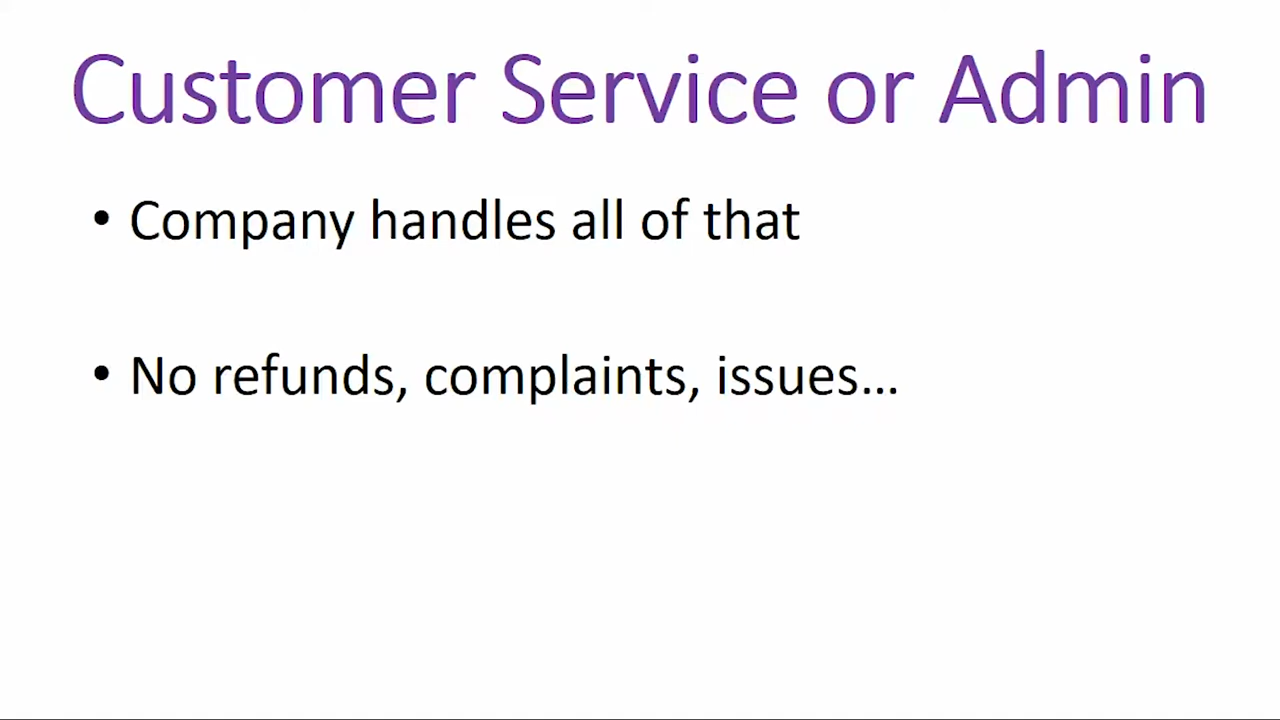 Customer Service or Admin
• Company handles all of that
• No refunds, complaints, issues...